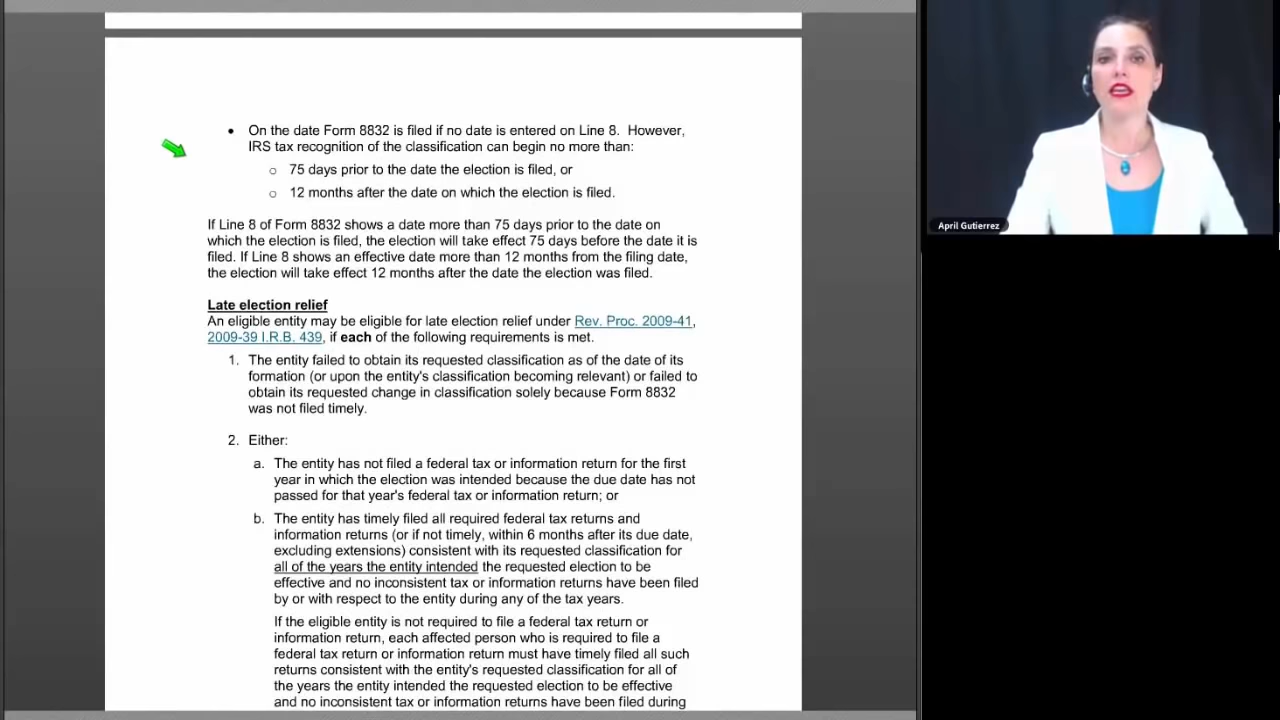 • On the date Form 8832 is filed if no date is entered on Line 8. However,
IRS tax recognition of the classification can begin no more than:
o 75 days prior to the date the election is filed, or
o 12 months after the date on which the election is filed.
If Line 8 of Form 8832 shows a date more than 75 days prior to the date on
which the election is filed, the election will take effect 75 days before the date it is
filed. If Line 8 shows an effective date more than 12 months from the filing date,
the election will take effect 12 months after the date the election was filed.
Late election relief
An eligible entity may be eligible for late election relief under Rev. Proc. 2009-41,
2009-39 I.R.B. 439, if each of the following requirements is met.
1. The entity failed to obtain its requested classification as of the date of its
formation (or upon the entity's classification becoming relevant) or failed to
obtain its requested change in classification solely because Form 8832
was not filed timely.
2. Either:
a. The entity has not filed a federal tax or information return for the first
year in which the election was intended because the due date has not
passed for that year's federal tax or information return; or
b. The entity has timely filed all required federal tax returns and
information returns (or if not timely, within 6 months after its due date,
excluding extensions) consistent with its requested classification for
all of the years the entity intended the requested election to be
effective and no inconsistent tax or information returns have been filed
by or with respect to the entity during any of the tax years.
If the eligible entity is not required to file a federal tax return or
information return, each affected person who is required to file a
federal tax return or information return must have timely filed all such
returns consistent with the entity's requested classification for all of
the years the entity intended the requested election to be effective
and no inconsistent tax or information returns have been filed during
April Gutierrez